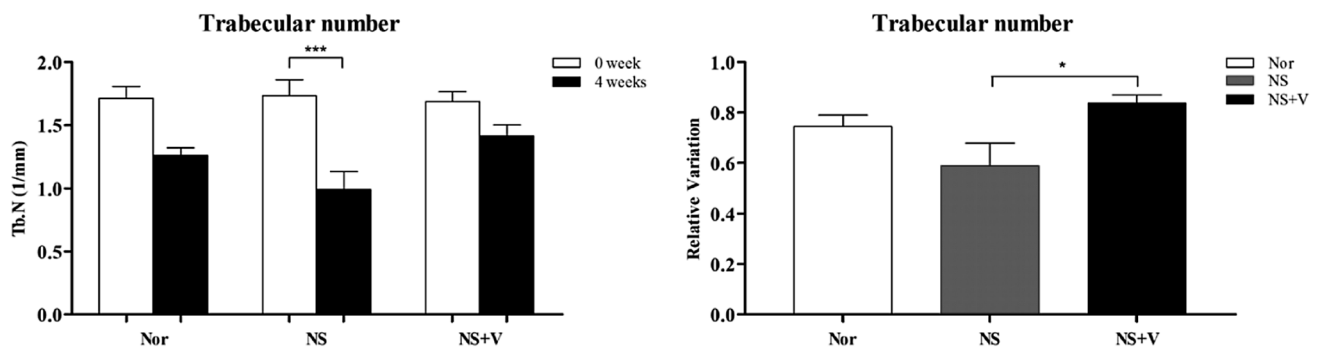 Trabecular number
***
0 week
4 weeks
Tb.N (1/mm)
2.0
1.5
1.0
0.5
0.0
Nor
NS
NS+V
Trabecular number
*
Nor
NS
NS+V
Relative Variation
1.0
0.8
0.6
0.4
0.2
0.0
Nor
NS
NS+V